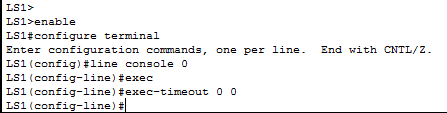 LS1>
LS1>enable
LS1#configure terminal
Enter configuration commands, one per line.  End with CNTL/Z.
LS1(config)#line console 0
LS1(config-line)#exec
LS1(config-line)#exec-timeout 0 0
LS1(config-line)#